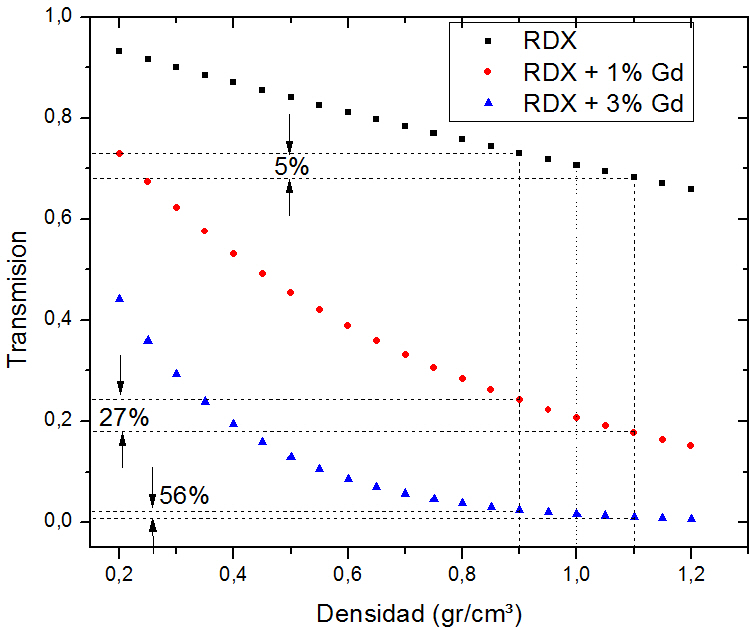 1,0
0,8
0,6
0,4
0,2
0,0
Transmision
RDX
RDX + 1% Gd
RDX + 3% Gd
5%
27%
56%
0,2 0,4 0,6 0,8 1,0 1,2
Densidad (gr/cm³)